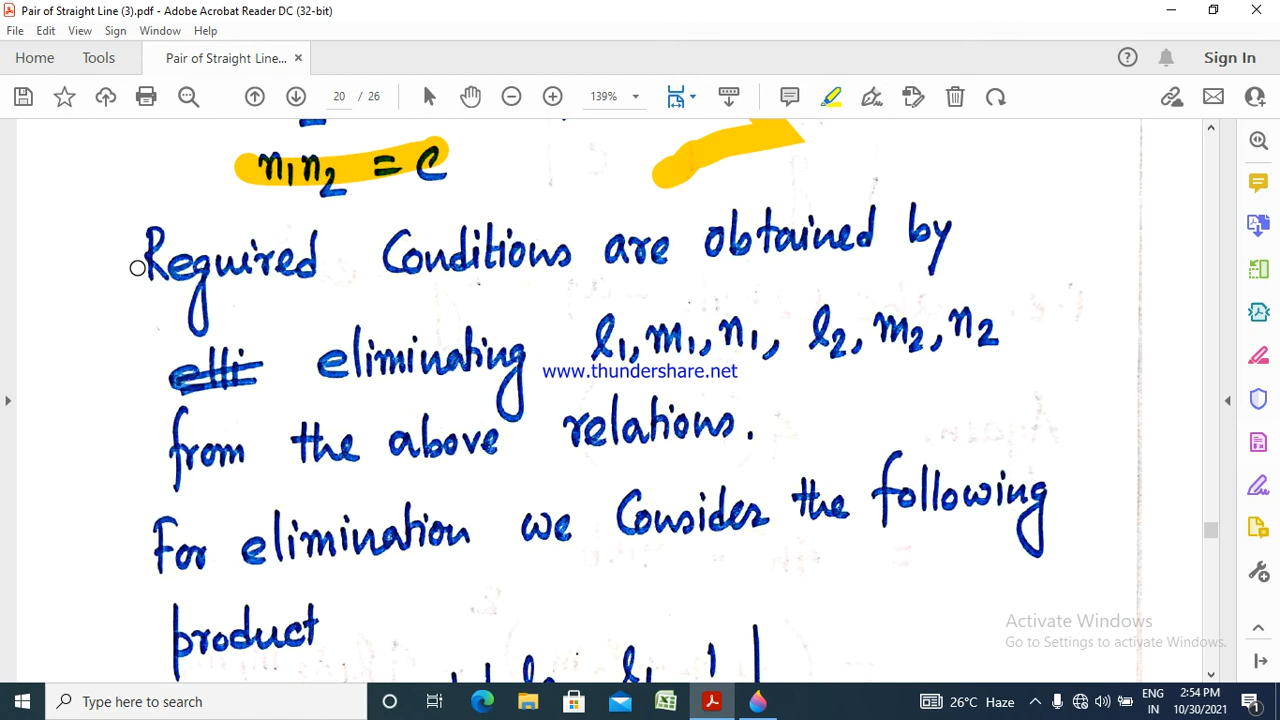 Pair of Straight Line (3).pdf - Adobe Acrobat Reader DC (32-bit)
File Edit View Sign Window Help
Home Tools Pair of Straight Line... × Sign In
20 / 26 139%
n₁n₂ = c
Required Conditions are obtained by
eliminating l₁, m₁, n₁, l₂, m₂, n₂
www.thundershare.net
from the above relations.
For elimination we Consider the following
product
Activate Windows
Go to Settings to activate Windows.
Type here to search
26°C Haze
ENG
IN
2:54 PM
10/30/2021
1